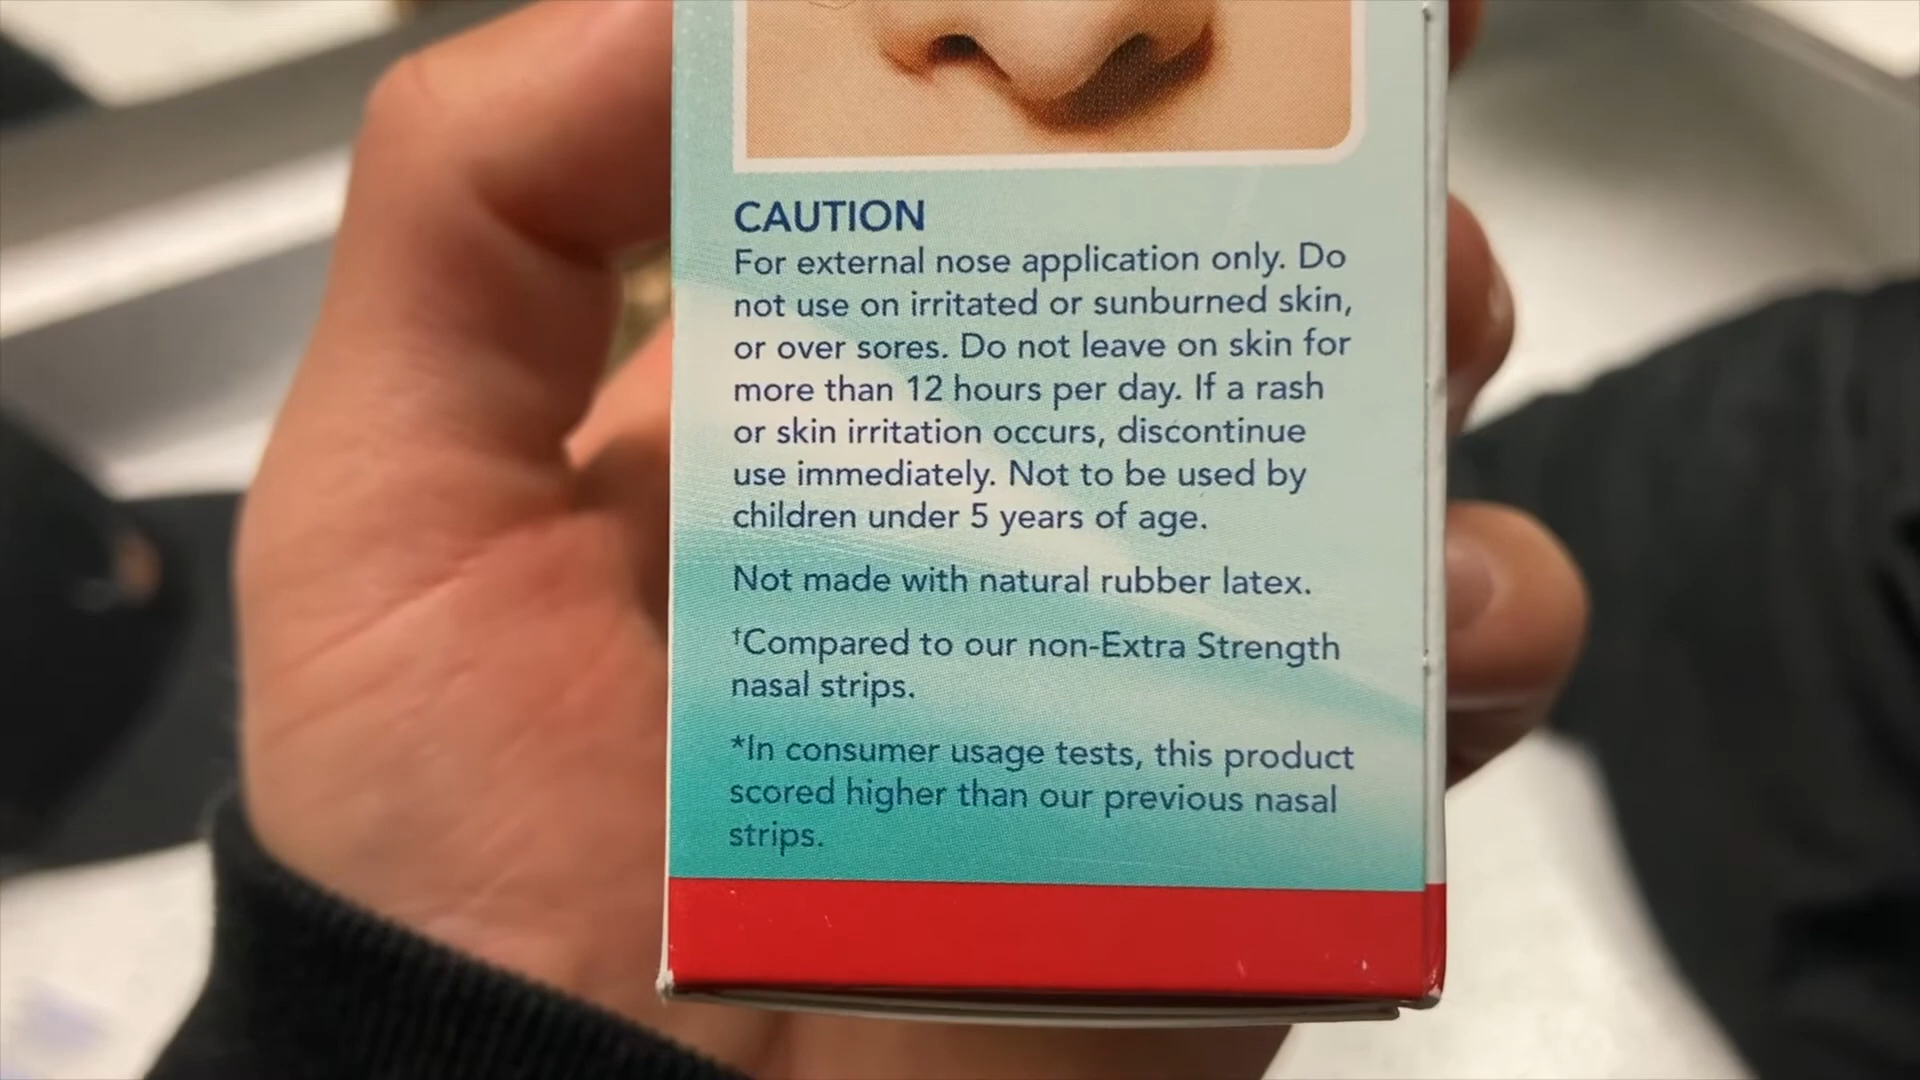 CAUTION
For external nose application only. Do
not use on irritated or sunburned skin,
or over sores. Do not leave on skin for
more than 12 hours per day. If a rash
or skin irritation occurs, discontinue
use immediately. Not to be used by
children under 5 years of age.
Not made with natural rubber latex.
†Compared to our non-Extra Strength
nasal strips.
*In consumer usage tests, this product
scored higher than our previous nasal
strips.